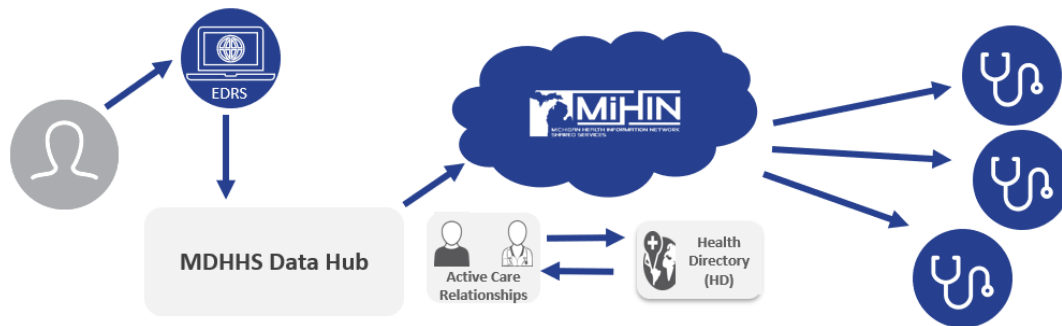 EDRS
MiHIN
MICHIGAN HEALTH INFORMATION NETWORK
SHARED SERVICES
MDHHS Data Hub
Active Care
Relationships
Health
Directory
(HD)